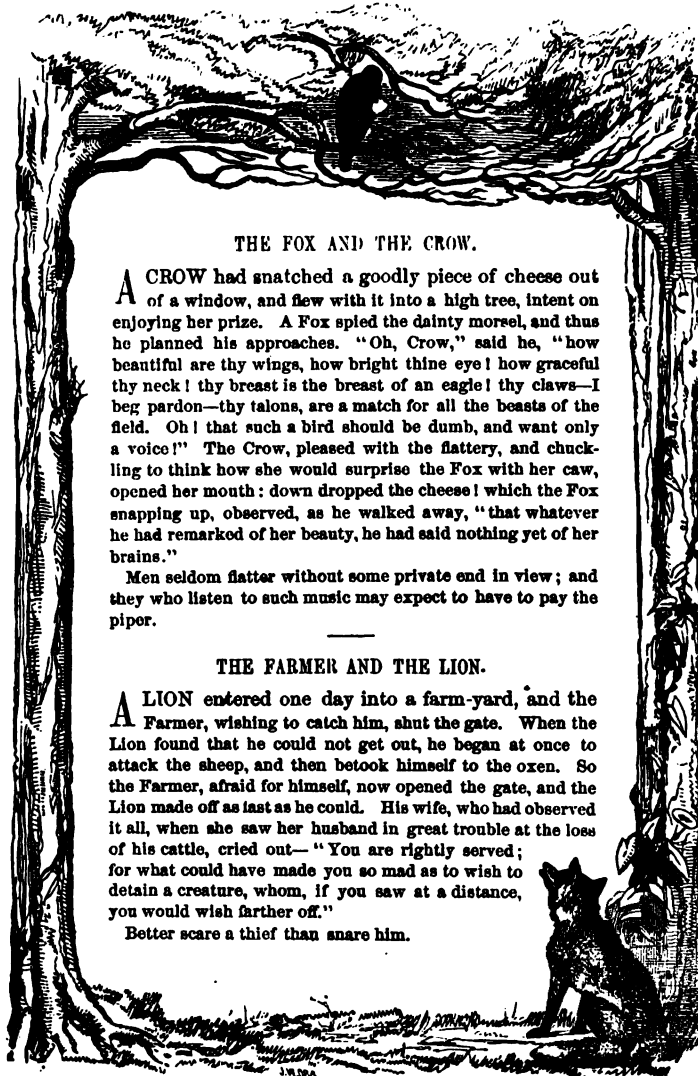 THE FOX AND THE CROW.
A CROW had snatched a goodly piece of cheese out
of a window, and flew with it into a high tree, intent on
enjoying her prize. A Fox spied the dainty morsel, and thus
he planned his approaches. “Oh, Crow,” said he, “how
beautiful are thy wings, how bright thine eye! how graceful
thy neck! thy breast is the breast of an eagle! thy claws—I
beg pardon—thy talons, are a match for all the beasts of the
field. Oh! that such a bird should be dumb, and want only
a voice!” The Crow, pleased with the flattery, and chuck-
ling to think how she would surprise the Fox with her caw,
opened her mouth: down dropped the cheese! which the Fox
snapping up, observed, as he walked away, “that whatever
he had remarked of her beauty, he had said nothing yet of her
brains.”
Men seldom flatter without some private end in view; and
they who listen to such music may expect to have to pay the
piper.
THE FARMER AND THE LION.
A LION entered one day into a farm-yard, and the
Farmer, wishing to catch him, shut the gate. When the
Lion found that he could not get out, he began at once to
attack the sheep, and then betook himself to the oxen. So
the Farmer, afraid for himself, now opened the gate, and the
Lion made off as fast as he could. His wife, who had observed
it all, when she saw her husband in great trouble at the loss
of his cattle, cried out— “You are rightly served;
for what could have made you so mad as to wish to
detain a creature, whom, if you saw at a distance,
you would wish farther off.”
Better scare a thief than snare him.